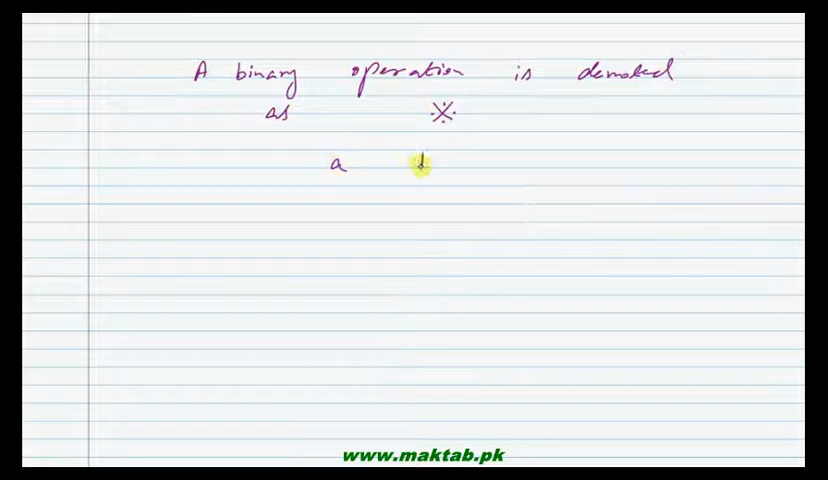 A binary operation is denoted
as ※
a
www.maktab.pk